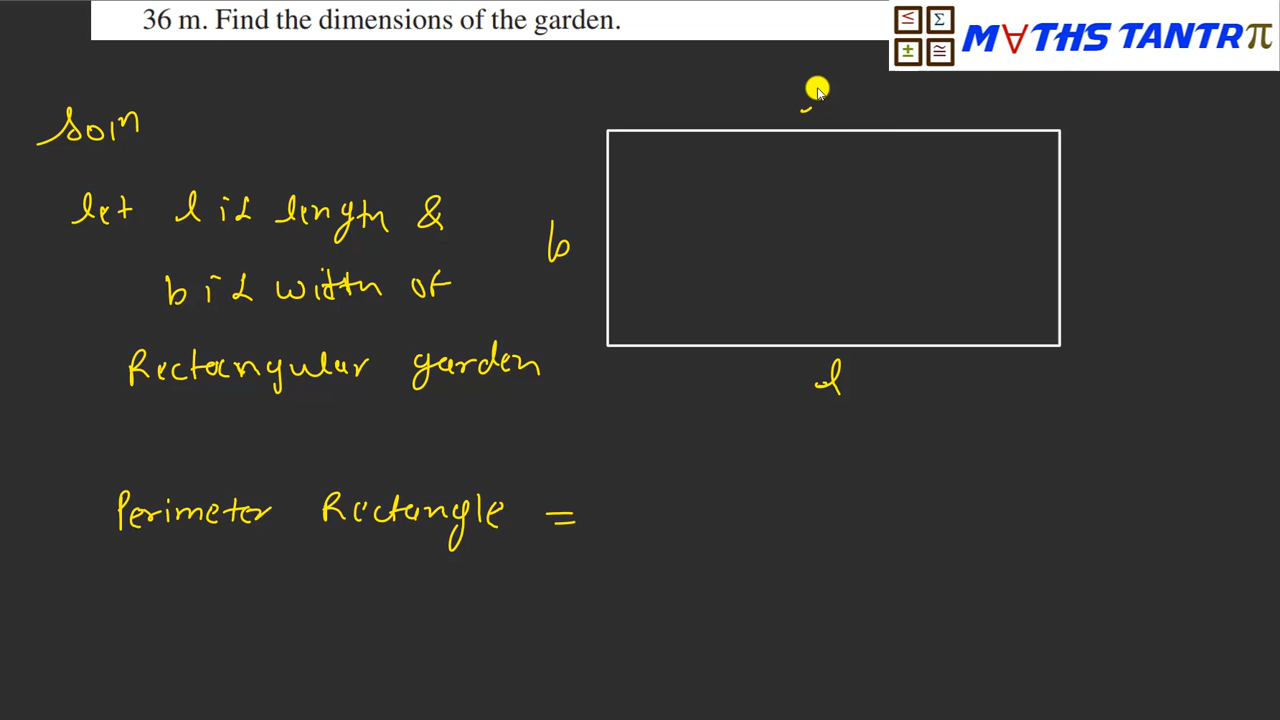 36 m. Find the dimensions of the garden.
≤ Σ
± ≅
M∀THS TANTRπ
Soln
let l is length &
b is width of
Rectangular garden
b
l
Perimeter Rectangle =